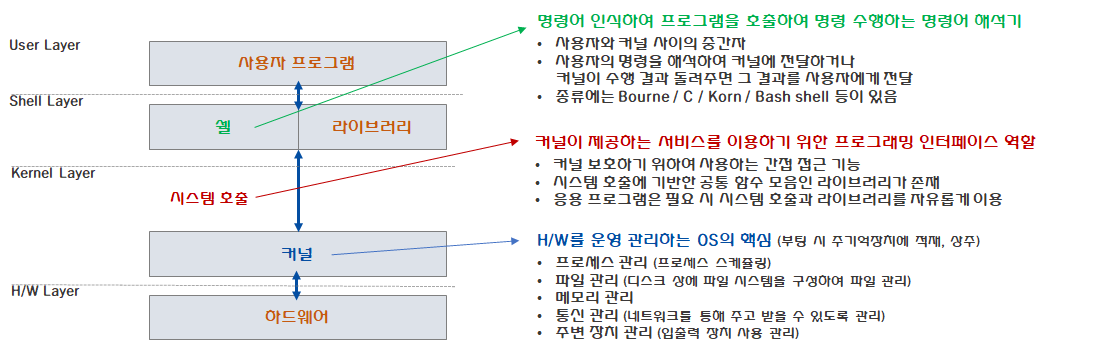 User Layer
사용자 프로그램
Shell Layer
쉘
라이브러리
Kernel Layer
시스템 호출
커널
H/W Layer
하드웨어
명령어 인식하여 프로그램을 호출하여 명령 수행하는 명령어 해석기
• 사용자와 커널 사이의 중간자
• 사용자의 명령을 해석하여 커널에 전달하거나
커널이 수행 결과 돌려주면 그 결과를 사용자에게 전달
• 종류에는 Bourne / C / Korn / Bash shell 등이 있음
커널이 제공하는 서비스를 이용하기 위한 프로그래밍 인터페이스 역할
• 커널 보호하기 위하여 사용하는 간접 접근 기능
• 시스템 호출에 기반한 공통 함수 모음인 라이브러리가 존재
• 응용 프로그램은 필요 시 시스템 호출과 라이브러리를 자유롭게 이용
H/W를 운영 관리하는 OS의 핵심 (부팅 시 주기억장치에 적재, 상주)
• 프로세스 관리 (프로세스 스케쥴링)
• 파일 관리 (디스크 상에 파일 시스템을 구성하여 파일 관리)
• 메모리 관리
• 통신 관리 (네트워크를 통해 주고 받을 수 있도록 관리)
• 주변 장치 관리 (입출력 장치 사용 관리)